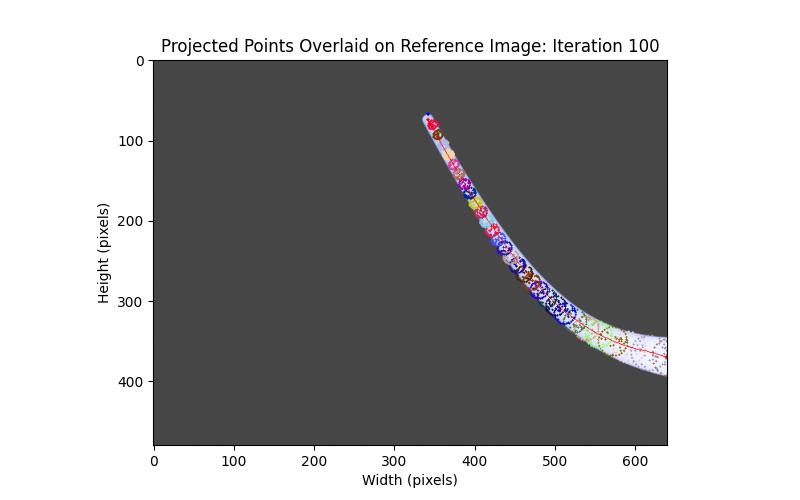 Projected Points Overlaid on Reference Image: Iteration 100
0
100
200
300
400
Height (pixels)
0 100 200 300 400 500 600
Width (pixels)